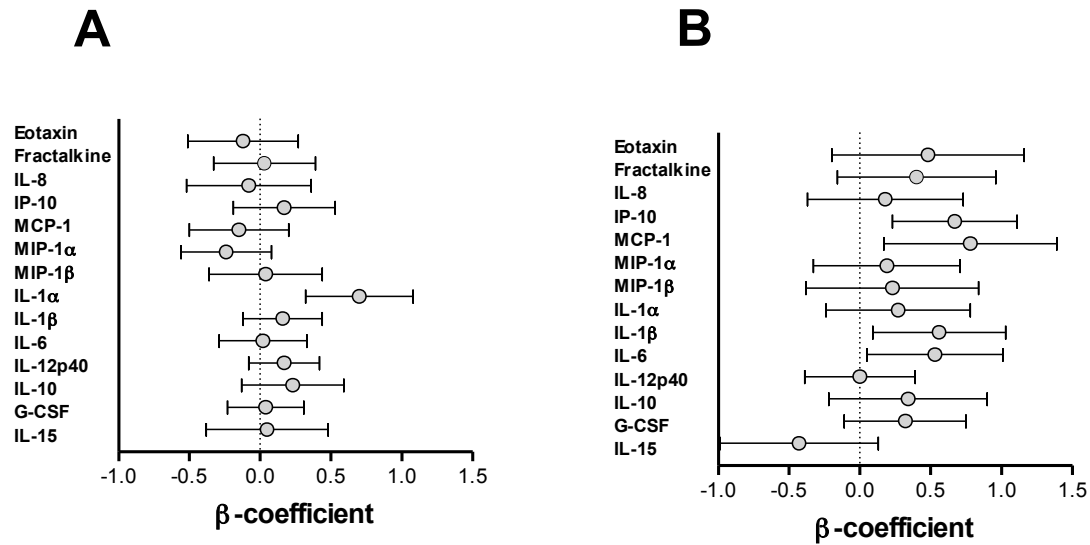 A
Eotaxin
Fractalkine
IL-8
IP-10
MCP-1
MIP-1α
MIP-1β
IL-1α
IL-1β
IL-6
IL-12p40
IL-10
G-CSF
IL-15
-1.0 -0.5 0.0 0.5 1.0 1.5
β-coefficient
B
Eotaxin
Fractalkine
IL-8
IP-10
MCP-1
MIP-1α
MIP-1β
IL-1α
IL-1β
IL-6
IL-12p40
IL-10
G-CSF
IL-15
-1.0 -0.5 0.0 0.5 1.0 1.5
β-coefficient